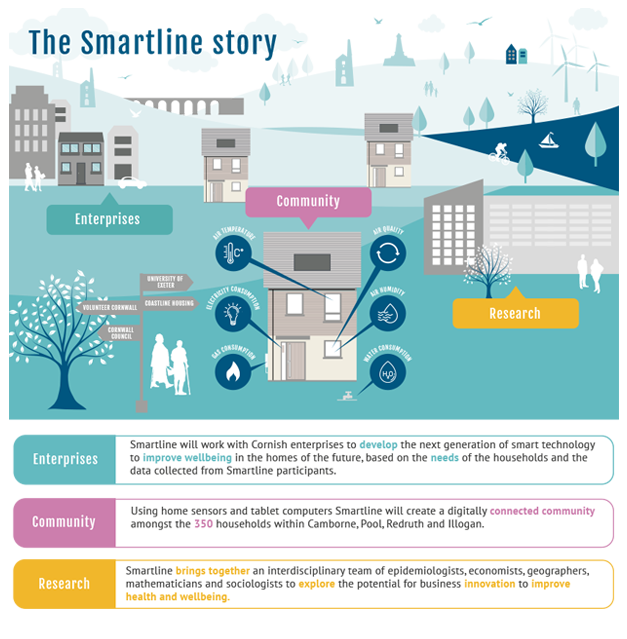 The Smartline story
Enterprises
Community
AIR TEMPERATURE
°C
AIR QUALITY
ELECTRICITY CONSUMPTION
AIR HUMIDITY
GAS CONSUMPTION
WATER CONSUMPTION
H₂O
UNIVERSITY OF
EXETER
VOLUNTEER CORNWALL
COASTLINE HOUSING
CORNWALL
COUNCIL
Research
Enterprises
Smartline will work with Cornish enterprises to develop the next generation of smart technology
to improve wellbeing in the homes of the future, based on the needs of the households and the
data collected from Smartline participants.
Community
Using home sensors and tablet computers Smartline will create a digitally connected community
amongst the 350 households within Camborne, Pool, Redruth and Illogan.
Research
Smartline brings together an interdisciplinary team of epidemiologists, economists, geographers,
mathematicians and sociologists to explore the potential for business innovation to improve
health and wellbeing.